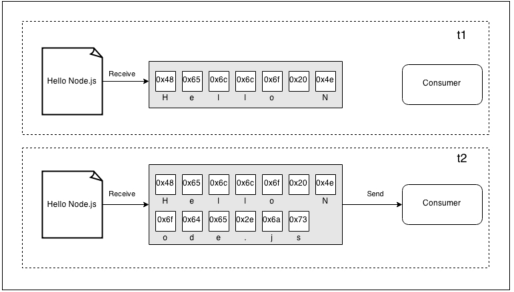 t1
Hello Node.js
Receive
0x48 0x65 0x6c 0x6c 0x6f 0x20 0x4e
H e l l o N
Consumer
t2
Hello Node.js
Receive
0x48 0x65 0x6c 0x6c 0x6f 0x20 0x4e
H e l l o N
0x6f 0x64 0x65 0x2e 0x6a 0x73
o d e . j s
Send
Consumer